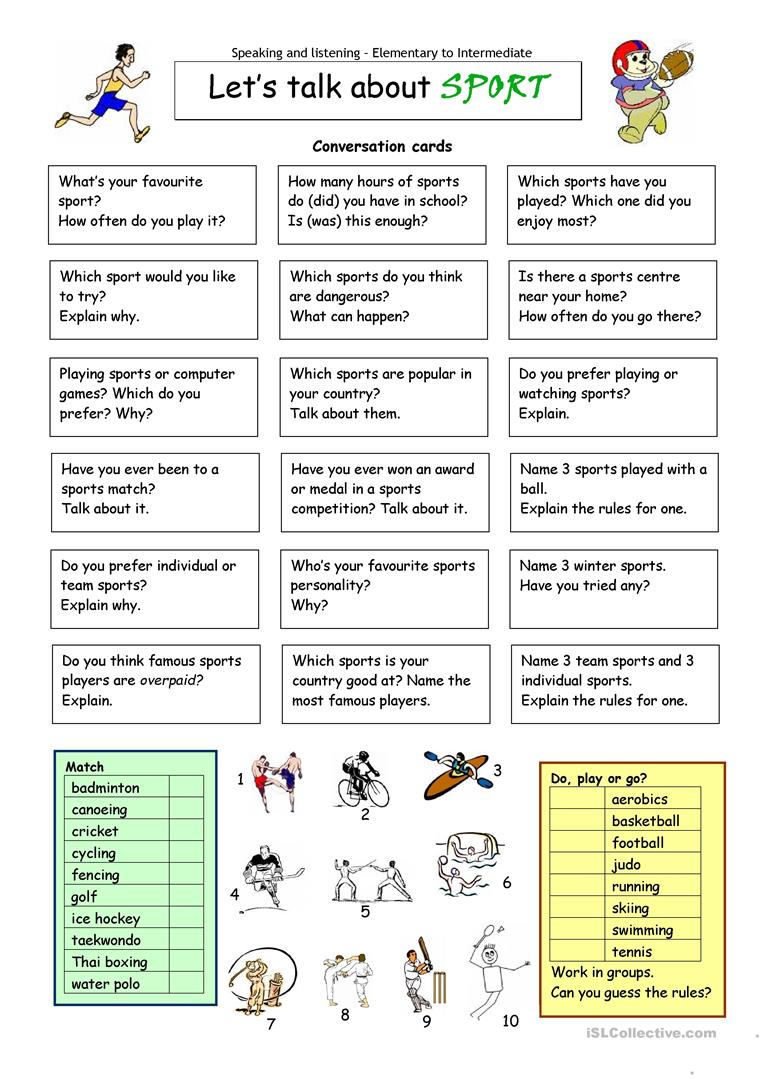 Speaking and listening – Elementary to Intermediate
Let's talk about SPORT
Conversation cards
What's your favourite
sport?
How often do you play it?
How many hours of sports
do (did) you have in school?
Is (was) this enough?
Which sports have you
played? Which one did you
enjoy most?
Which sport would you like
to try?
Explain why.
Which sports do you think
are dangerous?
What can happen?
Is there a sports centre
near your home?
How often do you go there?
Playing sports or computer
games? Which do you
prefer? Why?
Which sports are popular in
your country?
Talk about them.
Do you prefer playing or
watching sports?
Explain.
Have you ever been to a
sports match?
Talk about it.
Have you ever won an award
or medal in a sports
competition? Talk about it.
Name 3 sports played with a
ball.
Explain the rules for one.
Do you prefer individual or
team sports?
Explain why.
Who's your favourite sports
personality?
Why?
Name 3 winter sports.
Have you tried any?
Do you think famous sports
players are overpaid?
Explain.
Which sports is your
country good at? Name the
most famous players.
Name 3 team sports and 3
individual sports.
Explain the rules for one.
Match
badminton
canoeing
cricket
cycling
fencing
golf
ice hockey
taekwondo
Thai boxing
water polo
1
2
3
4
5
6
7
8
9
10
Do, play or go?
aerobics
basketball
football
judo
running
skiing
swimming
tennis
Work in groups.
Can you guess the rules?
iSLCollective.com